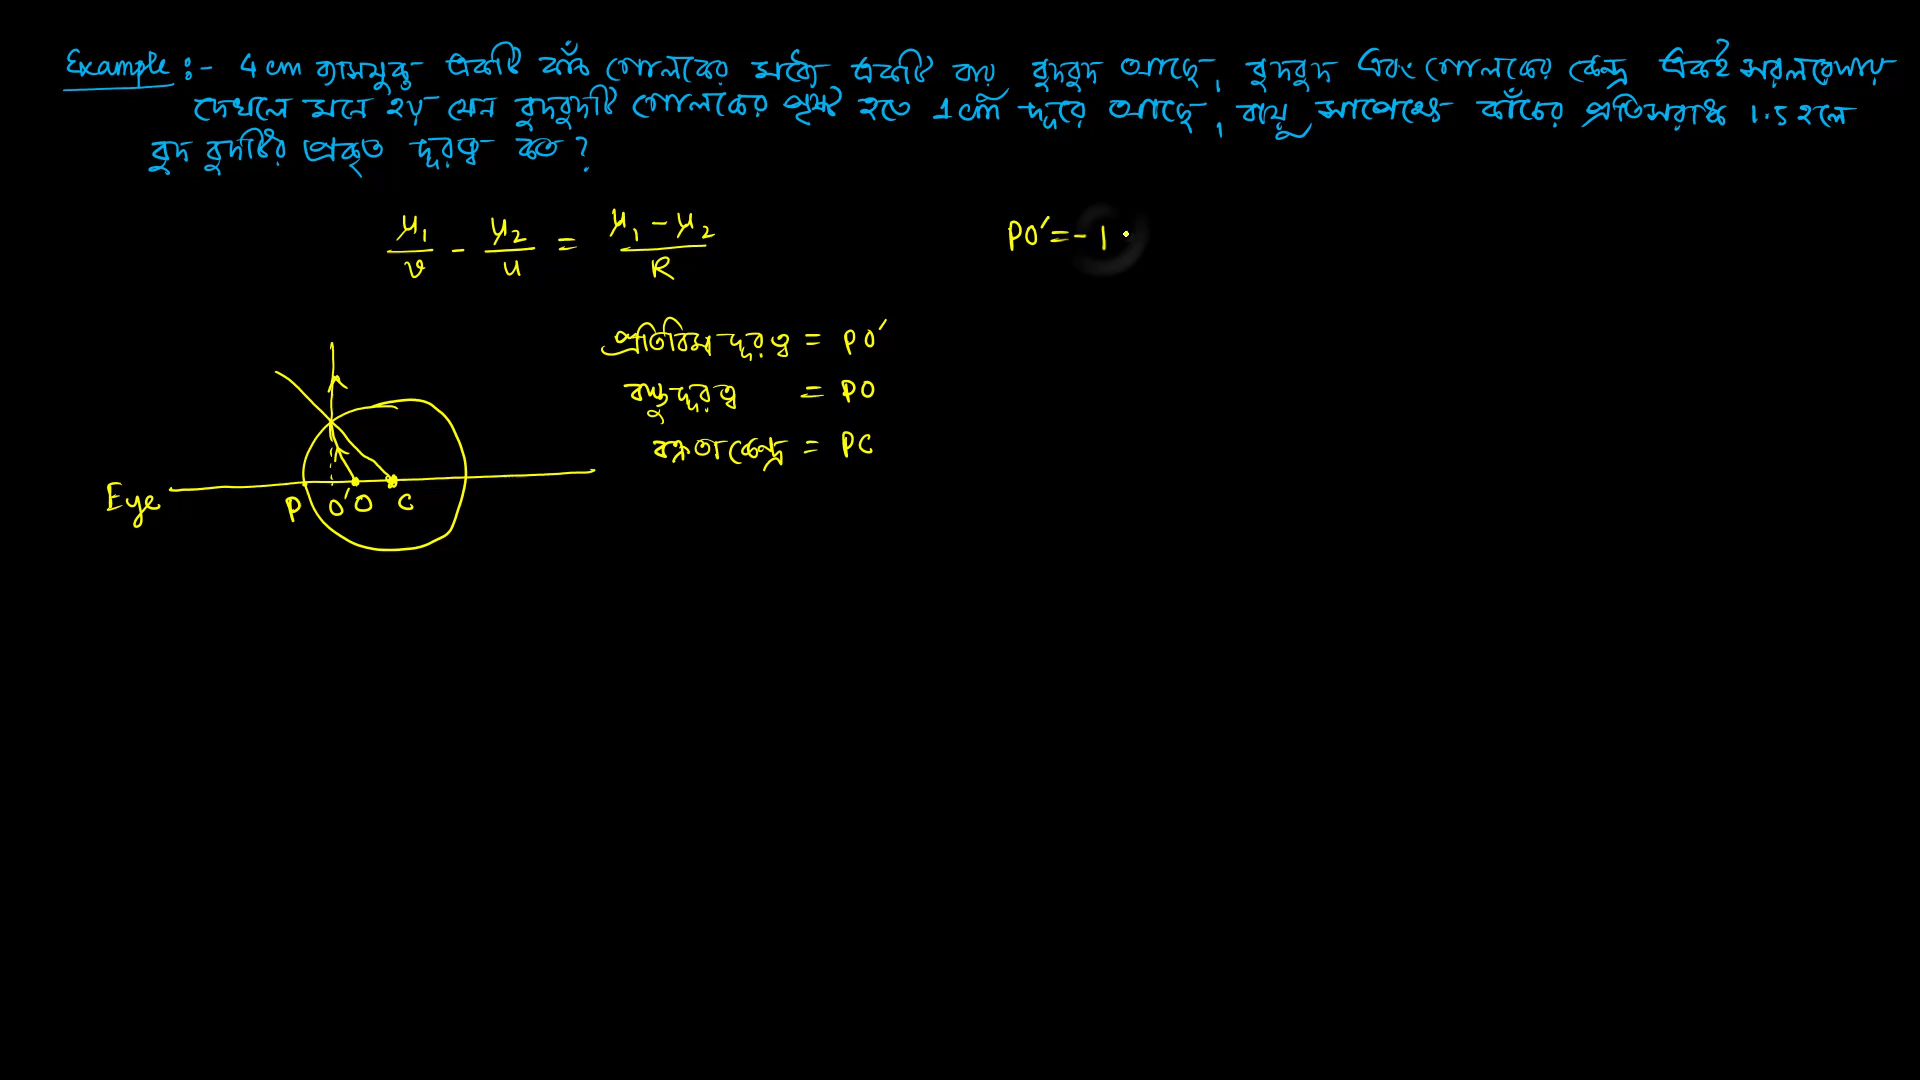 Example :- 4 cm ব্যাসযুক্ত একটি কাঁচ গোলকের মধ্যে একটি বায়ু বুদবুদ আছে, বুদবুদ এবং গোলকের কেন্দ্র একই সরলরেখায়
দেখলে মনে হয় যেন বুদবুদটি গোলকের পৃষ্ঠ হতে 1 cm দূরে আছে, বায়ু সাপেক্ষে কাঁচের প্রতিসরাঙ্ক 1.5 হলে
বুদ বুদটির প্রকৃত দূরত্ব কত ?
μ₁/v - μ₂/u = (μ₁ - μ₂)/R
PO′ = - 1
প্রতিবিম্ব দূরত্ব = PO′
বস্তু দূরত্ব = PO
বক্রতা কেন্দ্র = PC
Eye P O′ O C